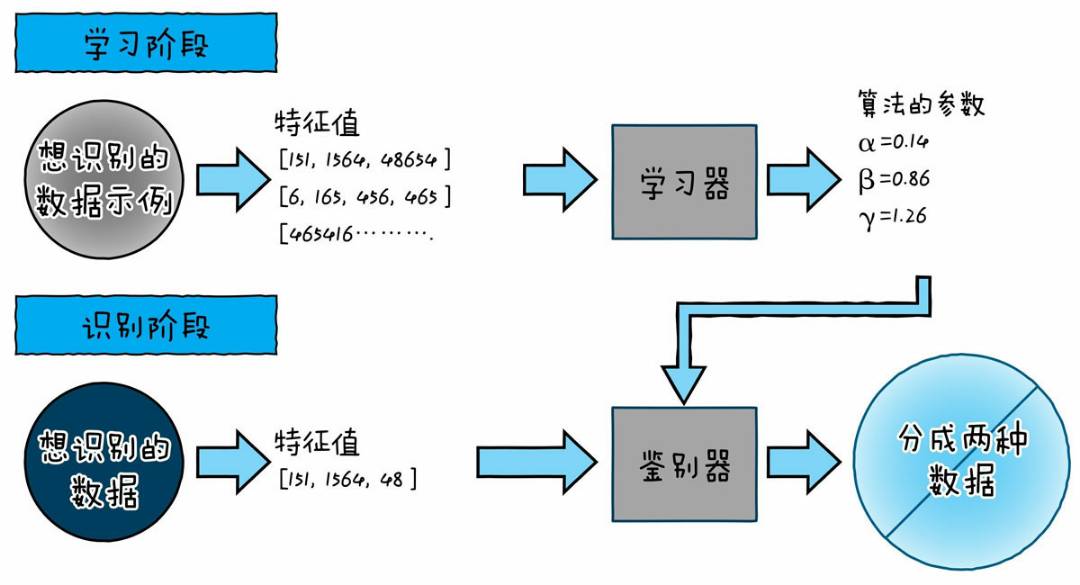 学习阶段
想识别的
数据示例
特征值
[151, 1564, 48654]
[6, 165, 456, 465]
[465416……….
学习器
算法的参数
α=0.14
β=0.86
γ=1.26
识别阶段
想识别的
数据
特征值
[151, 1564, 48]
鉴别器
分成两种
数据